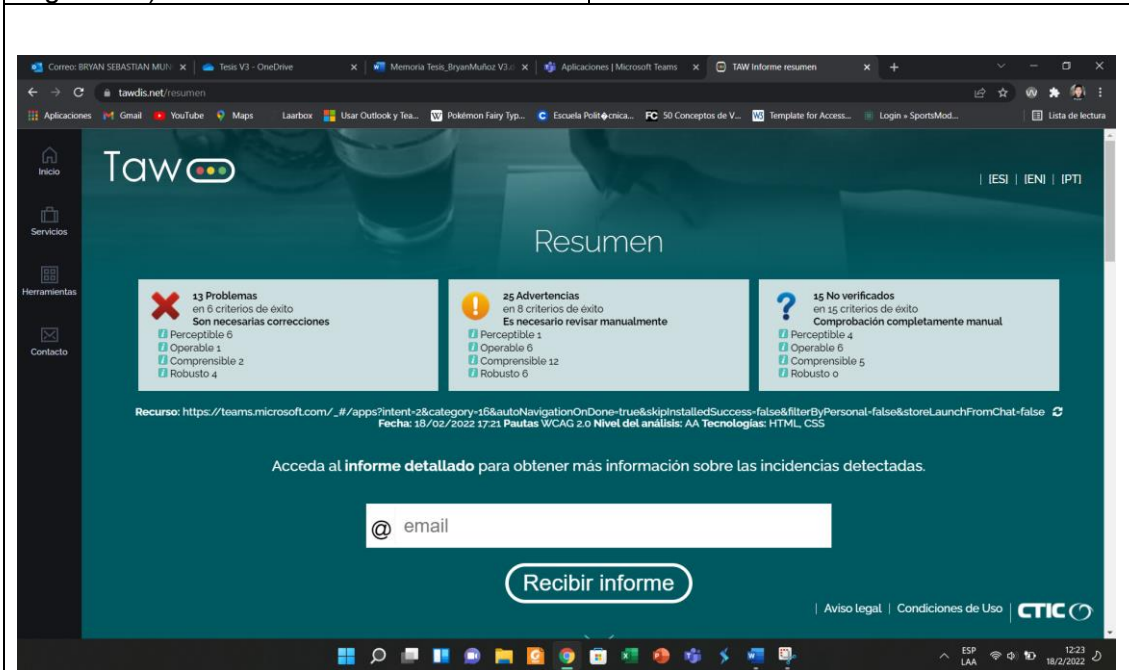 Correo: BRYAN SEBASTIAN MUN
Tesis V3 - OneDrive
Memoria Tesis_BryanMuñoz V3.
Aplicaciones | Microsoft Teams
TAW Informe resumen
tawdis.net/resumen
Aplicaciones
Gmail
YouTube
Maps
Laarbox
Usar Outlook y Tea...
Pokémon Fairy Typ...
Escuela Polit�cnica...
50 Conceptos de V...
Template for Access...
Login » SportsMod...
Lista de lectura
Inicio
Servicios
Herramientas
Contacto
Taw
| [ES] | [EN] | [PT]
Resumen
13 Problemas
en 6 criterios de éxito
Son necesarias correcciones
Perceptible 6
Operable 1
Comprensible 2
Robusto 4
25 Advertencias
en 8 criterios de éxito
Es necesario revisar manualmente
Perceptible 1
Operable 6
Comprensible 12
Robusto 6
15 No verificados
en 15 criterios de éxito
Comprobación completamente manual
Perceptible 4
Operable 6
Comprensible 5
Robusto 0
Recurso: https://teams.microsoft.com/_#/apps?intent=2&category=16&autoNavigationOnDone=true&skipInstalledSuccess=false&filterByPersonal=false&storeLaunchFromChat=false
Fecha: 18/02/2022 17:21 Pautas WCAG 2.0 Nivel del análisis: AA Tecnologías: HTML, CSS
Acceda al informe detallado para obtener más información sobre las incidencias detectadas.
@ email
Recibir informe
| Aviso legal | Condiciones de Uso | CTIC
ESP
LAA
12:23
18/2/2022